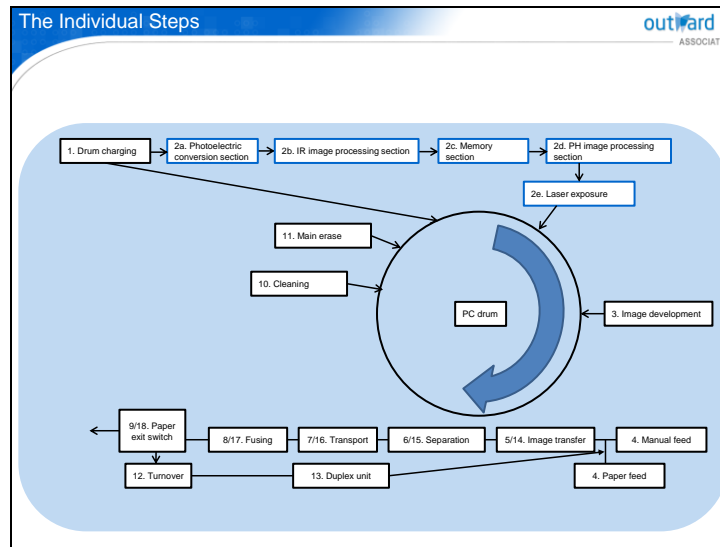 The Individual Steps
outward
ASSOCIAT
1. Drum charging
2a. Photoelectric
conversion section
2b. IR image processing section
2c. Memory
section
2d. PH image processing
section
2e. Laser exposure
11. Main erase
10. Cleaning
PC drum
3. Image development
9/18. Paper
exit switch
8/17. Fusing
7/16. Transport
6/15. Separation
5/14. Image transfer
4. Manual feed
12. Turnover
13. Duplex unit
4. Paper feed